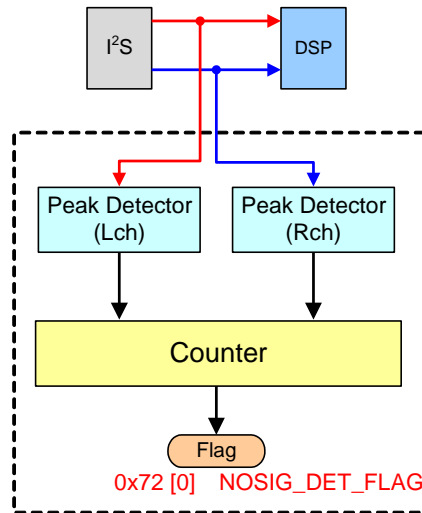 I²S
DSP
Peak Detector
(Lch)
Peak Detector
(Rch)
Counter
Flag
0x72 [0] NOSIG_DET_FLAG